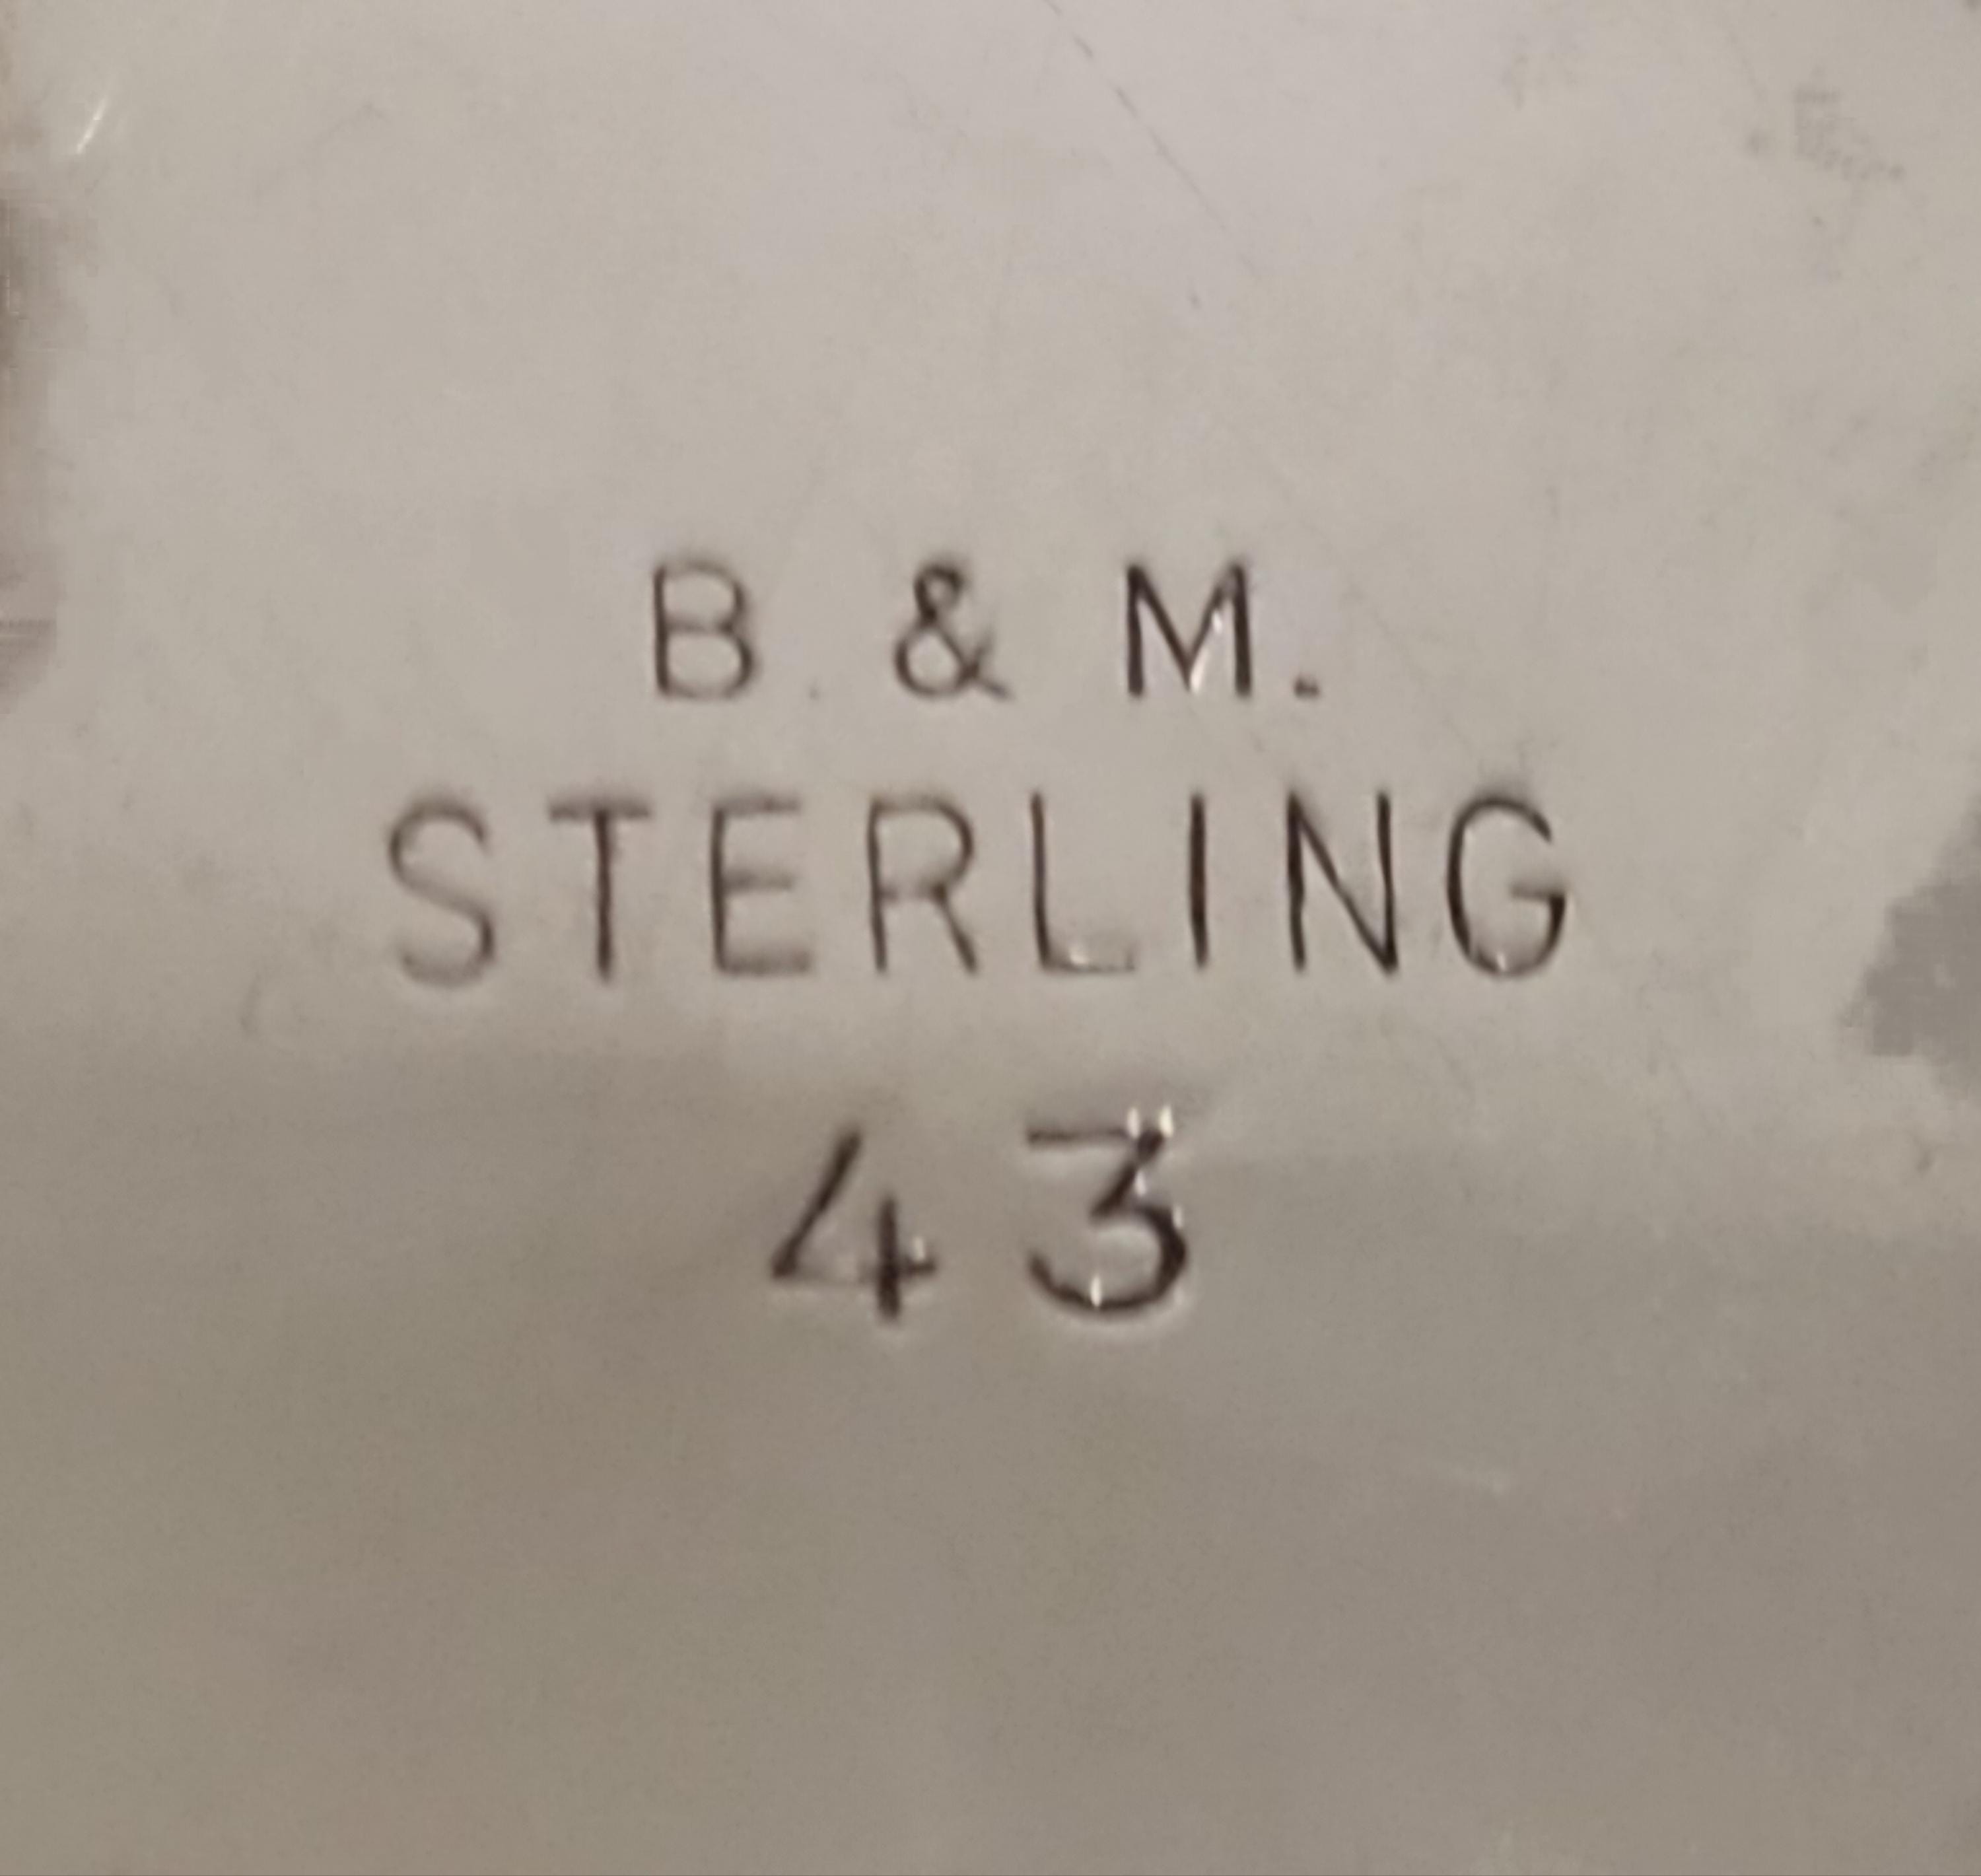 B. & M.
STERLING
43